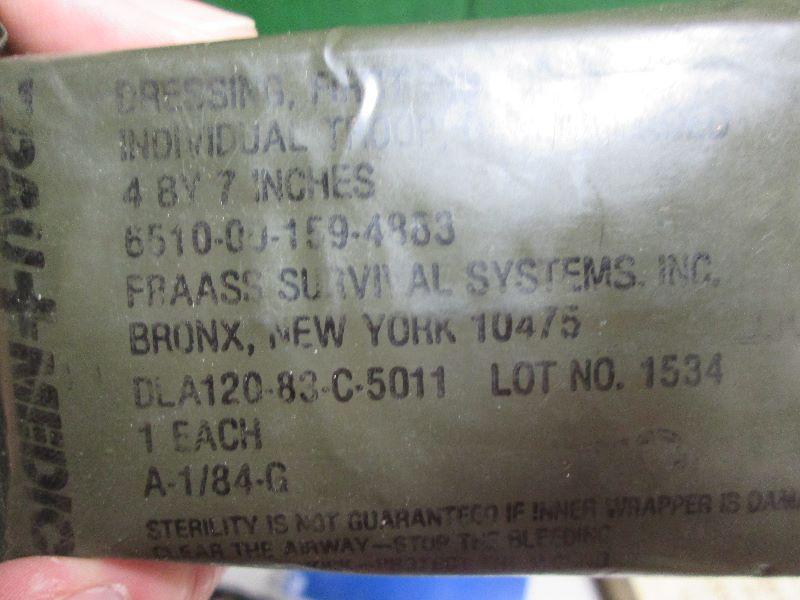 DRESSING,
INDIVIDUAL TROOP,
4 BY 7 INCHES
6510-00-159-4883
FRAASS SURVIVAL SYSTEMS. INC.
BRONX, NEW YORK 10475
DLA120-83-C-5011 LOT NO. 1534
1 EACH
A-1/84-G
STERILITY IS NOT GUARANTEED IF INNER WRAPPER IS
CLEAR THE AIRWAY—STOP THE BLEEDING